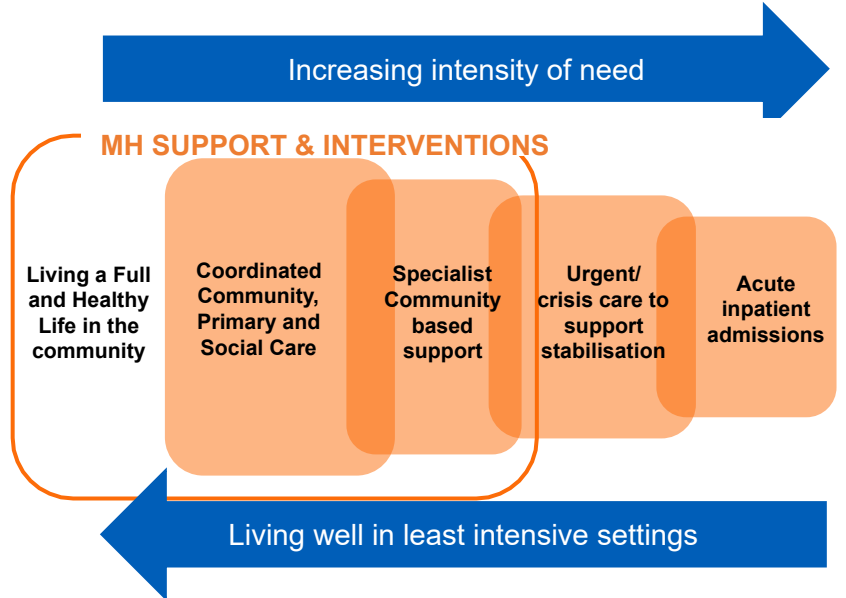 Increasing intensity of need
MH SUPPORT & INTERVENTIONS
Living a Full
and Healthy
Life in the
community
Coordinated
Community,
Primary and
Social Care
Specialist
Community
based
support
Urgent/
crisis care to
support
stabilisation
Acute
inpatient
admissions
Living well in least intensive settings